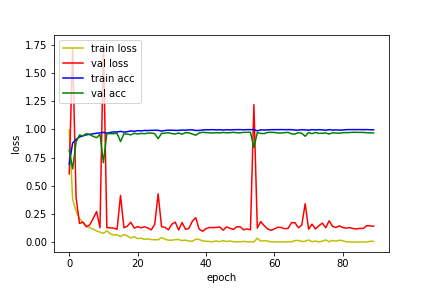 train loss
val loss
train acc
val acc
1.75
1.50
1.25
1.00
0.75
0.50
0.25
0.00
loss
0 20 40 60 80
epoch